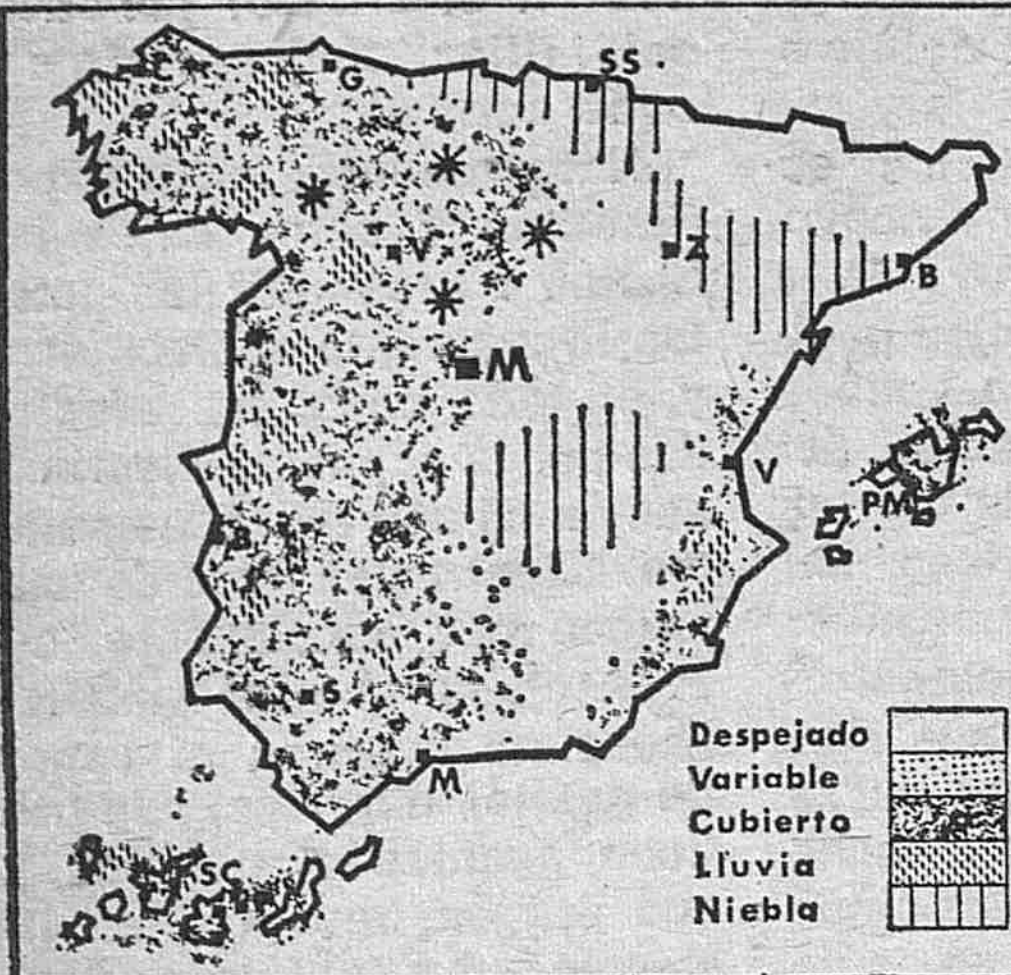 SS
C
G
V
Z
B
M
V
PM
B
S
M
SC
Despejado
Variable
Cubierto
Lluvia
Niebla